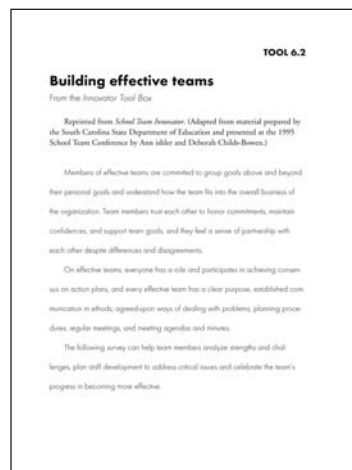 TOOL 6.2
Building effective teams
From the Innovator Tool Box
Reprinted from School Team Innovator. (Adapted from material prepared by
the South Carolina State Department of Education and presented at the 1995
School Team Conference by Ann ishler and Deborah Childs-Bowen.)
Members of effective teams are committed to group goals above and beyond
their personal goals and understand how the team fits into the overall business of
the organization. Team members trust each other to honor commitments, maintain
confidences, and support team goals, and they feel a sense of partnership with
each other despite differences and disagreements.
On effective teams, everyone has a role and participates in achieving consen
sus on action plans, and every effective team has a clear purpose, established com
munication m ethods, agreed-upon ways of dealing with problems, planning proce
dures, regular meetings, and meeting agendas and minutes.
The following survey can help team members analyze strengths and chal
lenges, plan staff development to address critical issues and celebrate the team's
progress in becoming more effective.